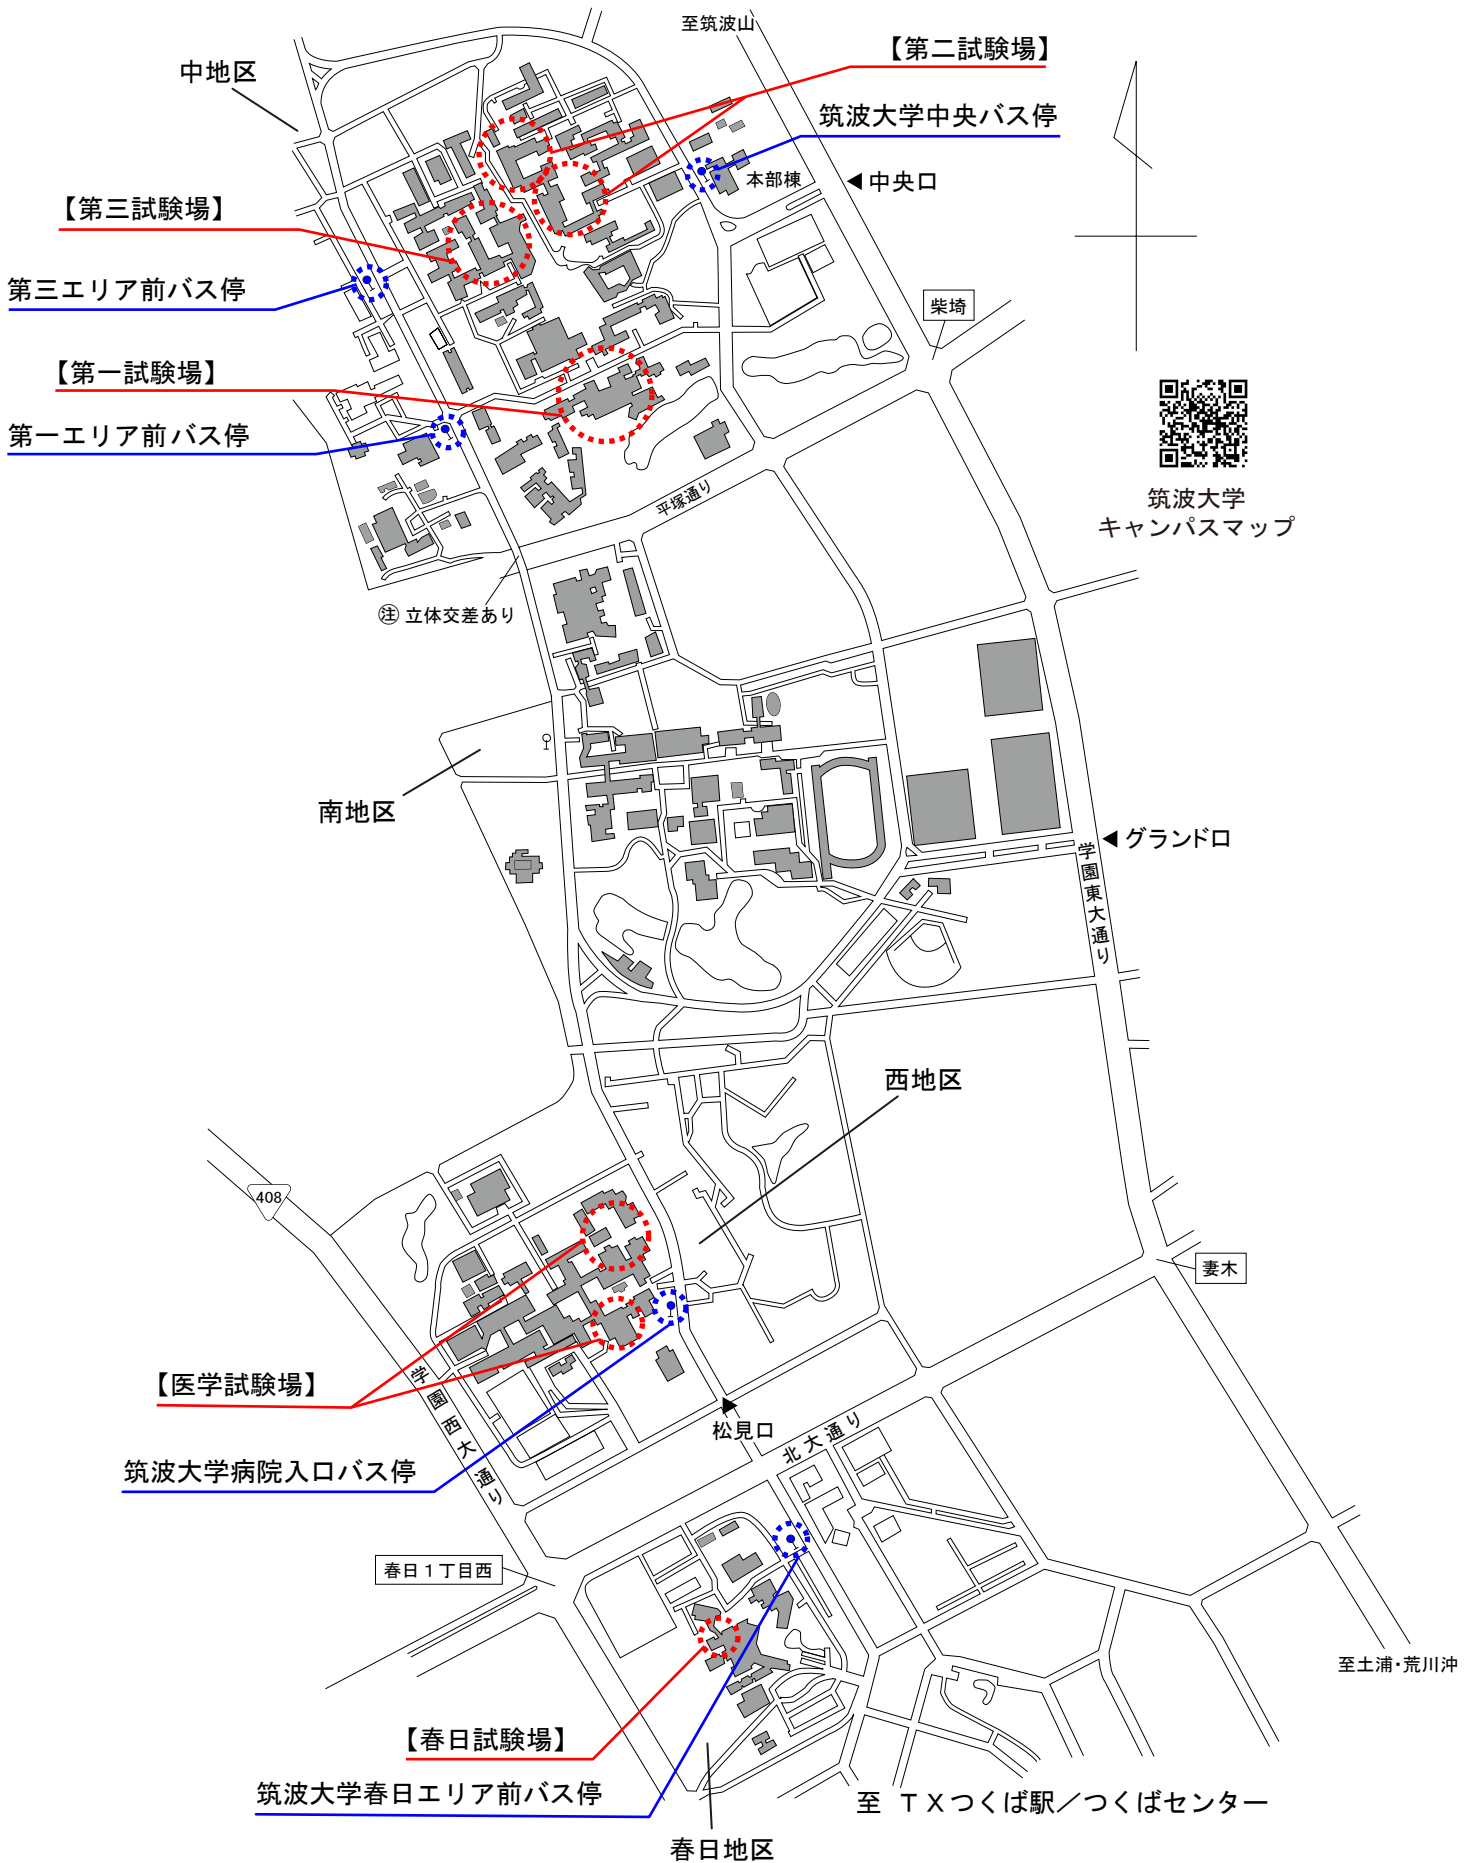 至筑波山
【第二試験場】
中地区
筑波大学中央バス停
本部棟
中央口
【第三試験場】
第三エリア前バス停
柴埼
【第一試験場】
第一エリア前バス停
平塚通り
筑波大学
キャンパスマップ
㊟ 立体交差あり
南地区
グランド口
学園東大通り
西地区
408
妻木
【医学試験場】
学園西大通り
松見口
北大通り
筑波大学病院入口バス停
春日１丁目西
至土浦・荒川沖
【春日試験場】
筑波大学春日エリア前バス停
至 ＴＸつくば駅／つくばセンター
春日地区